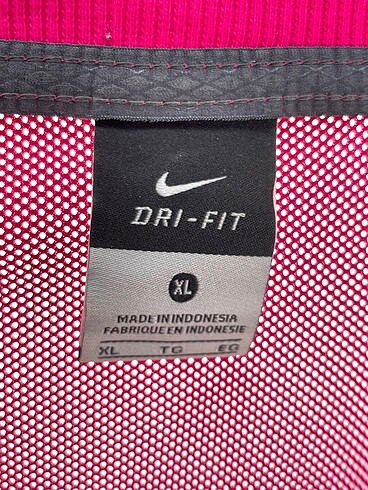 DRI-FIT
XL
MADE IN INDONESIA
FABRIQUE EN INDONESIE
XL TG EG